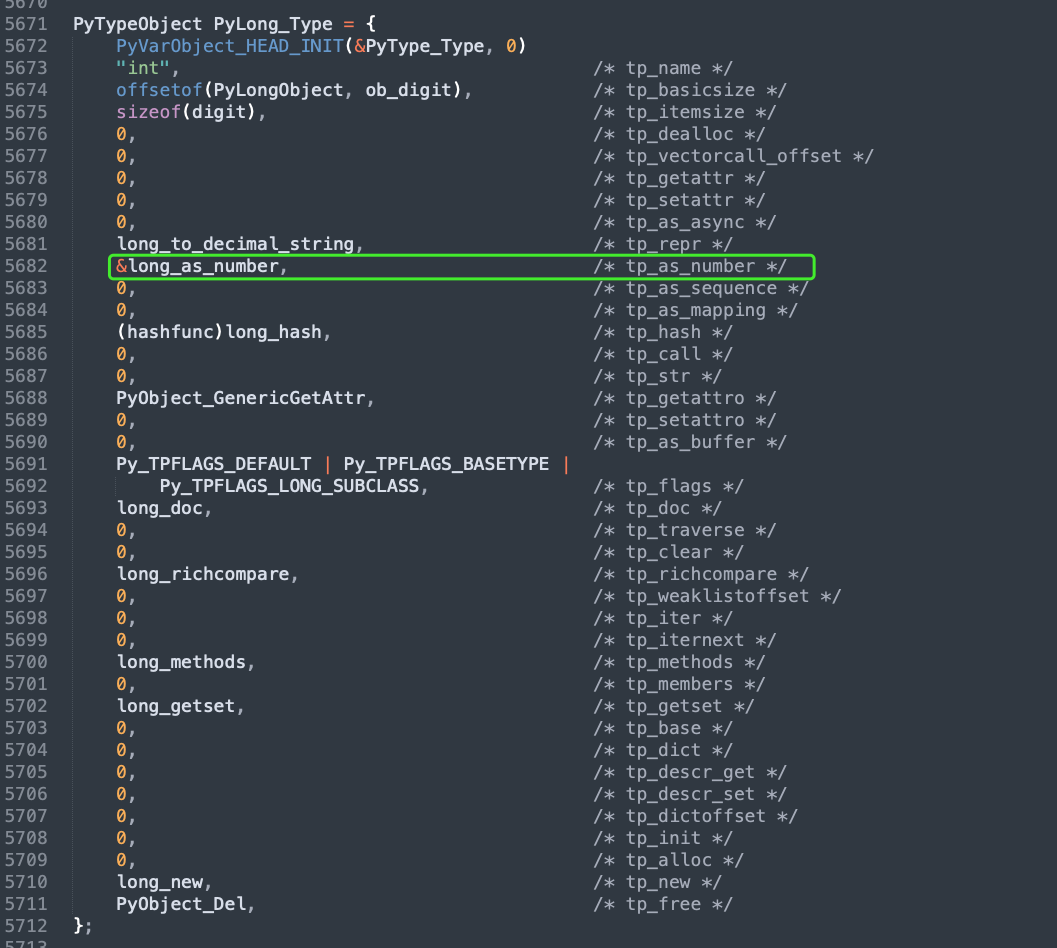 5670
5671 PyTypeObject PyLong_Type = {
5672     PyVarObject_HEAD_INIT(&PyType_Type, 0)
5673     "int",                                      /* tp_name */
5674     offsetof(PyLongObject, ob_digit),           /* tp_basicsize */
5675     sizeof(digit),                              /* tp_itemsize */
5676     0,                                          /* tp_dealloc */
5677     0,                                          /* tp_vectorcall_offset */
5678     0,                                          /* tp_getattr */
5679     0,                                          /* tp_setattr */
5680     0,                                          /* tp_as_async */
5681     long_to_decimal_string,                     /* tp_repr */
5682     &long_as_number,                            /* tp_as_number */
5683     0,                                          /* tp_as_sequence */
5684     0,                                          /* tp_as_mapping */
5685     (hashfunc)long_hash,                        /* tp_hash */
5686     0,                                          /* tp_call */
5687     0,                                          /* tp_str */
5688     PyObject_GenericGetAttr,                    /* tp_getattro */
5689     0,                                          /* tp_setattro */
5690     0,                                          /* tp_as_buffer */
5691     Py_TPFLAGS_DEFAULT | Py_TPFLAGS_BASETYPE |
5692         Py_TPFLAGS_LONG_SUBCLASS,               /* tp_flags */
5693     long_doc,                                   /* tp_doc */
5694     0,                                          /* tp_traverse */
5695     0,                                          /* tp_clear */
5696     long_richcompare,                           /* tp_richcompare */
5697     0,                                          /* tp_weaklistoffset */
5698     0,                                          /* tp_iter */
5699     0,                                          /* tp_iternext */
5700     long_methods,                               /* tp_methods */
5701     0,                                          /* tp_members */
5702     long_getset,                                /* tp_getset */
5703     0,                                          /* tp_base */
5704     0,                                          /* tp_dict */
5705     0,                                          /* tp_descr_get */
5706     0,                                          /* tp_descr_set */
5707     0,                                          /* tp_dictoffset */
5708     0,                                          /* tp_init */
5709     0,                                          /* tp_alloc */
5710     long_new,                                   /* tp_new */
5711     PyObject_Del,                               /* tp_free */
5712 };
5713